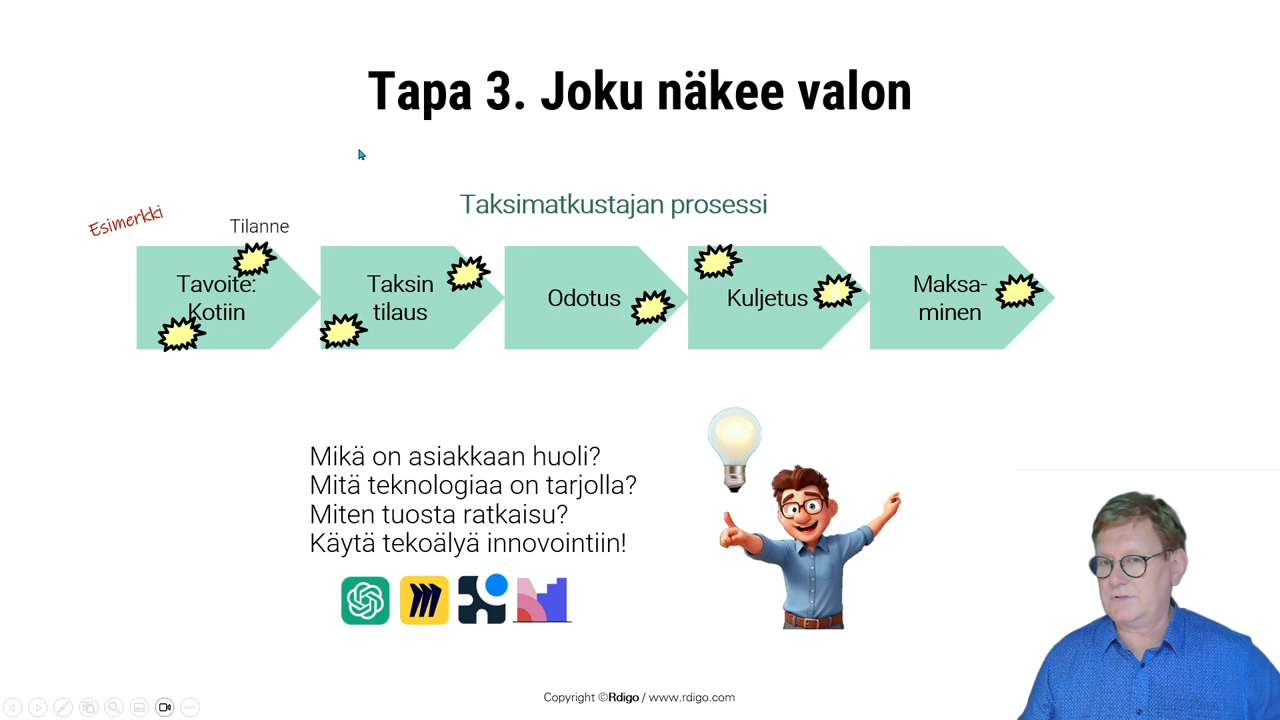 Tapa 3. Joku näkee valon
Taksimatkustajan prosessi
Esimerkki
Tilanne
Tavoite:
Kotiin
Taksin
tilaus
Odotus
Kuljetus
Maksa-
minen
Mikä on asiakkaan huoli?
Mitä teknologiaa on tarjolla?
Miten tuosta ratkaisu?
Käytä tekoälyä innovointiin!
Copyright ©Rdigo / www.rdigo.com